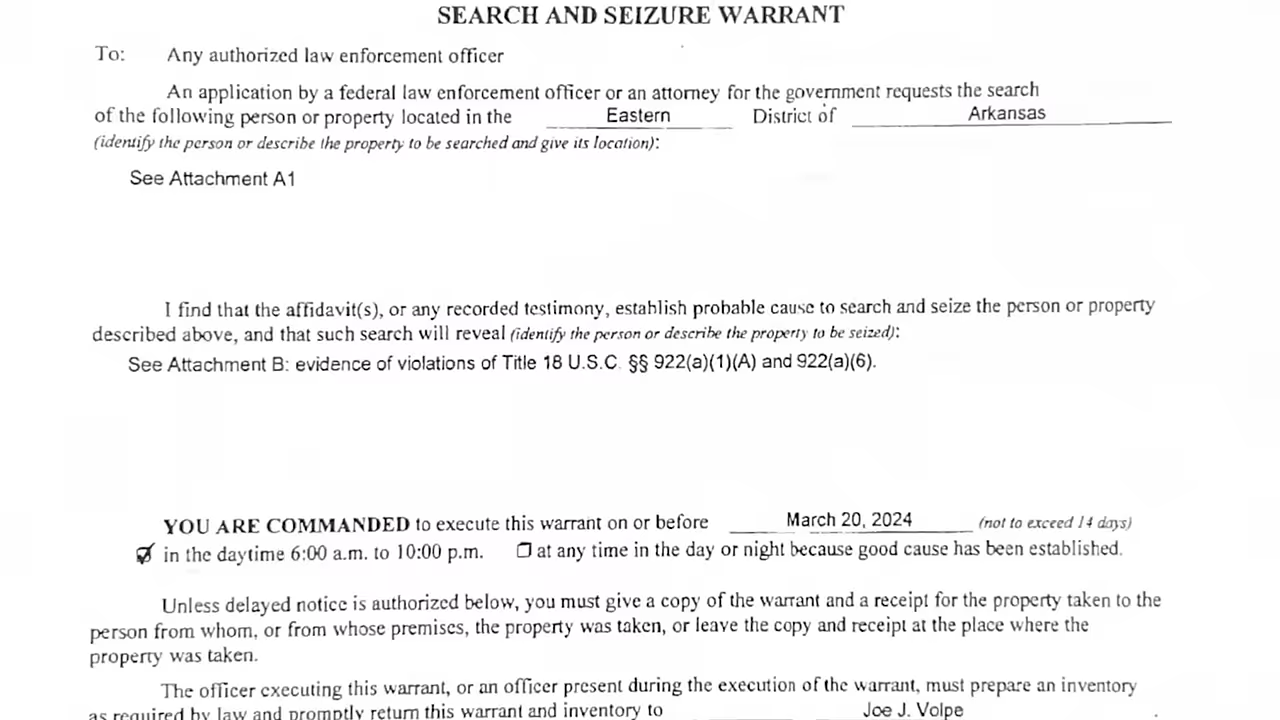 SEARCH AND SEIZURE WARRANT
To: Any authorized law enforcement officer
An application by a federal law enforcement officer or an attorney for the government requests the search
of the following person or property located in the Eastern District of Arkansas
(identify the person or describe the property to be searched and give its location):
See Attachment A1
I find that the affidavit(s), or any recorded testimony, establish probable cause to search and seize the person or property
described above, and that such search will reveal (identify the person or describe the property to be seized):
See Attachment B: evidence of violations of Title 18 U.S.C. §§ 922(a)(1)(A) and 922(a)(6).
YOU ARE COMMANDED to execute this warrant on or before March 20, 2024 (not to exceed 14 days)
in the daytime 6:00 a.m. to 10:00 p.m. at any time in the day or night because good cause has been established.
Unless delayed notice is authorized below, you must give a copy of the warrant and a receipt for the property taken to the
person from whom, or from whose premises, the property was taken, or leave the copy and receipt at the place where the
property was taken.
The officer executing this warrant, or an officer present during the execution of the warrant, must prepare an inventory
as required by law and promptly return this warrant and inventory to Joe J. Volpe